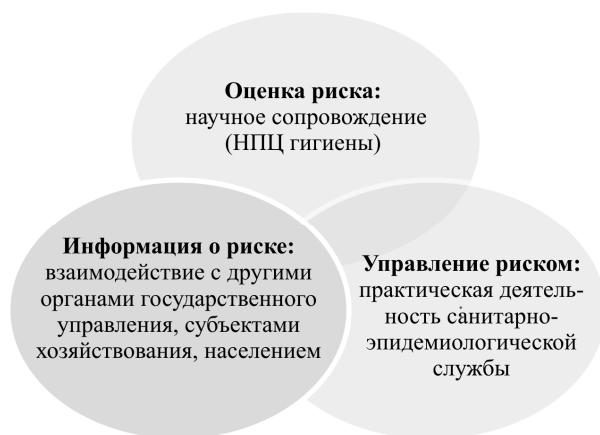 Оценка риска:
научное сопровождение
(НПЦ гигиены)
Информация о риске:
взаимодействие с другими
органами государственного
управления, субъектами
хозяйствования, населением
Управление риском:
практическая деятель-
ность санитарно-
эпидемиологической
службы